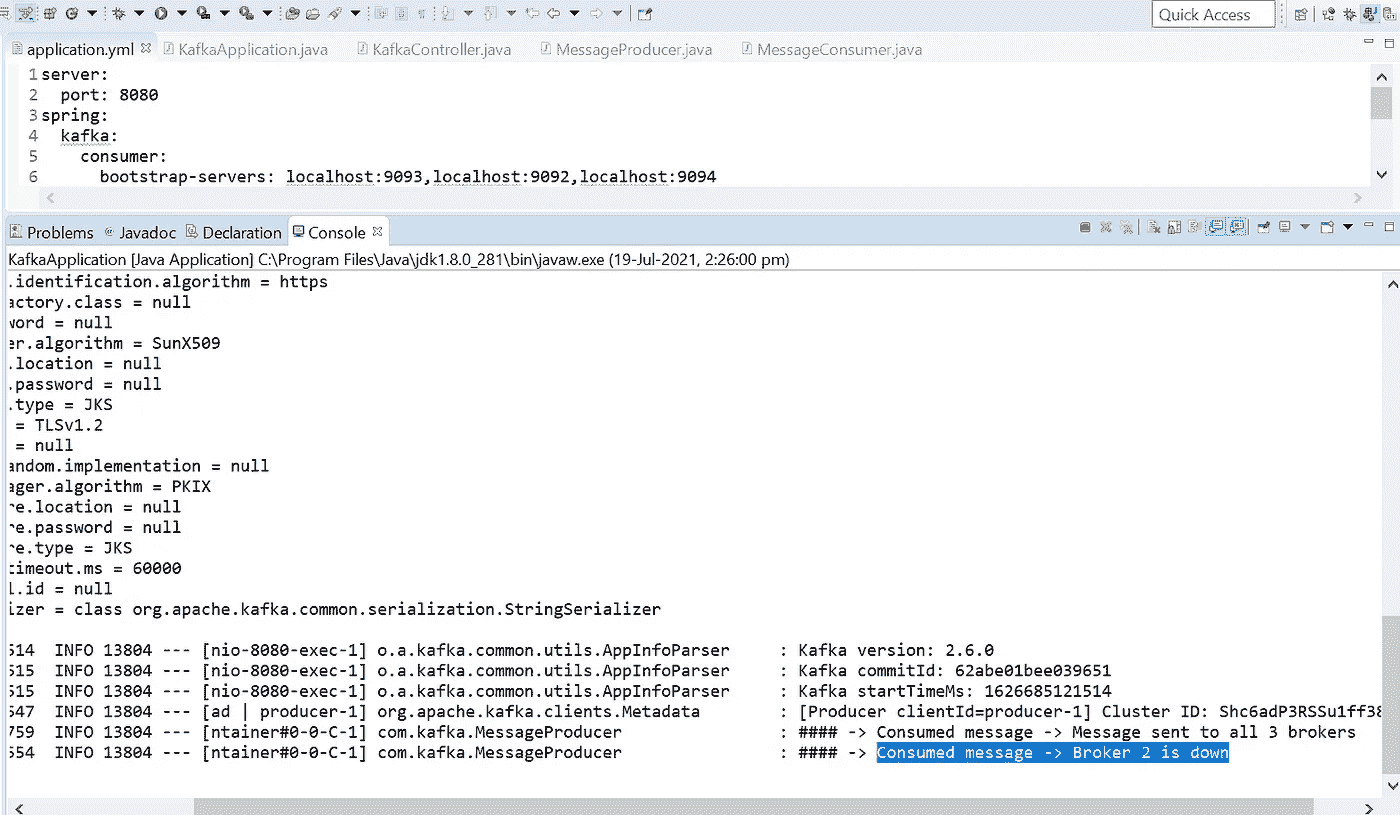 Quick Access
application.yml KafkaApplication.java KafkaController.java MessageProducer.java MessageConsumer.java
1 server:
2 port: 8080
3 spring:
4 kafka:
5 consumer:
6 bootstrap-servers: localhost:9093,localhost:9092,localhost:9094
Problems @ Javadoc Declaration Console
KafkaApplication [Java Application] C:\Program Files\Java\jdk1.8.0_281\bin\javaw.exe (19-Jul-2021, 2:26:00 pm)
.identification.algorithm = https
actory.class = null
word = null
er.algorithm = SunX509
.location = null
.password = null
.type = JKS
= TLSv1.2
= null
andom.implementation = null
ager.algorithm = PKIX
re.location = null
re.password = null
re.type = JKS
timeout.ms = 60000
l.id = null
izer = class org.apache.kafka.common.serialization.StringSerializer
514 INFO 13804 --- [nio-8080-exec-1] o.a.kafka.common.utils.AppInfoParser : Kafka version: 2.6.0
515 INFO 13804 --- [nio-8080-exec-1] o.a.kafka.common.utils.AppInfoParser : Kafka commitId: 62abe01bee039651
515 INFO 13804 --- [nio-8080-exec-1] o.a.kafka.common.utils.AppInfoParser : Kafka startTimeMs: 1626685121514
547 INFO 13804 --- [ad | producer-1] org.apache.kafka.clients.Metadata : [Producer clientId=producer-1] Cluster ID: Shc6adP3RSSu1ff38
759 INFO 13804 --- [ntainer#0-0-C-1] com.kafka.MessageProducer : #### -> Consumed message -> Message sent to all 3 brokers
554 INFO 13804 --- [ntainer#0-0-C-1] com.kafka.MessageProducer : #### -> Consumed message -> Broker 2 is down